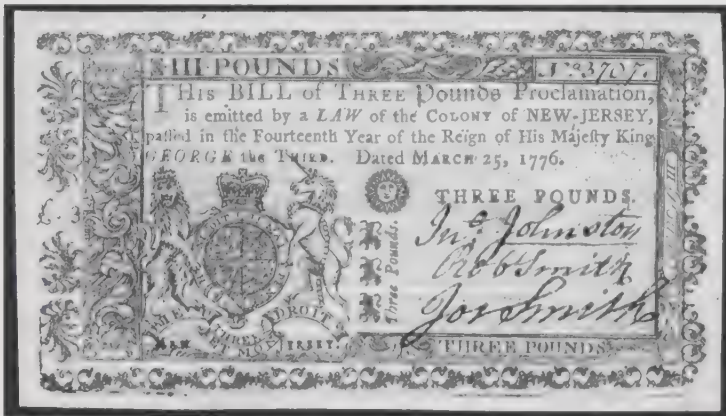 III·POUNDS
No 3707.
THis BILL of THREE Pounds Proclamation,
is emitted by a LAW of the COLONY of NEW-JERSEY,
paſſed in the Fourteenth Year of the Reign of His Majeſty King
GEORGE the THIRD. Dated MARCH 25, 1776.
THREE POUNDS.
Three Pounds.
Jno. Johnston
Robt Smith
Jos Smith
DROIT
JERSEY.
THREE POUNDS